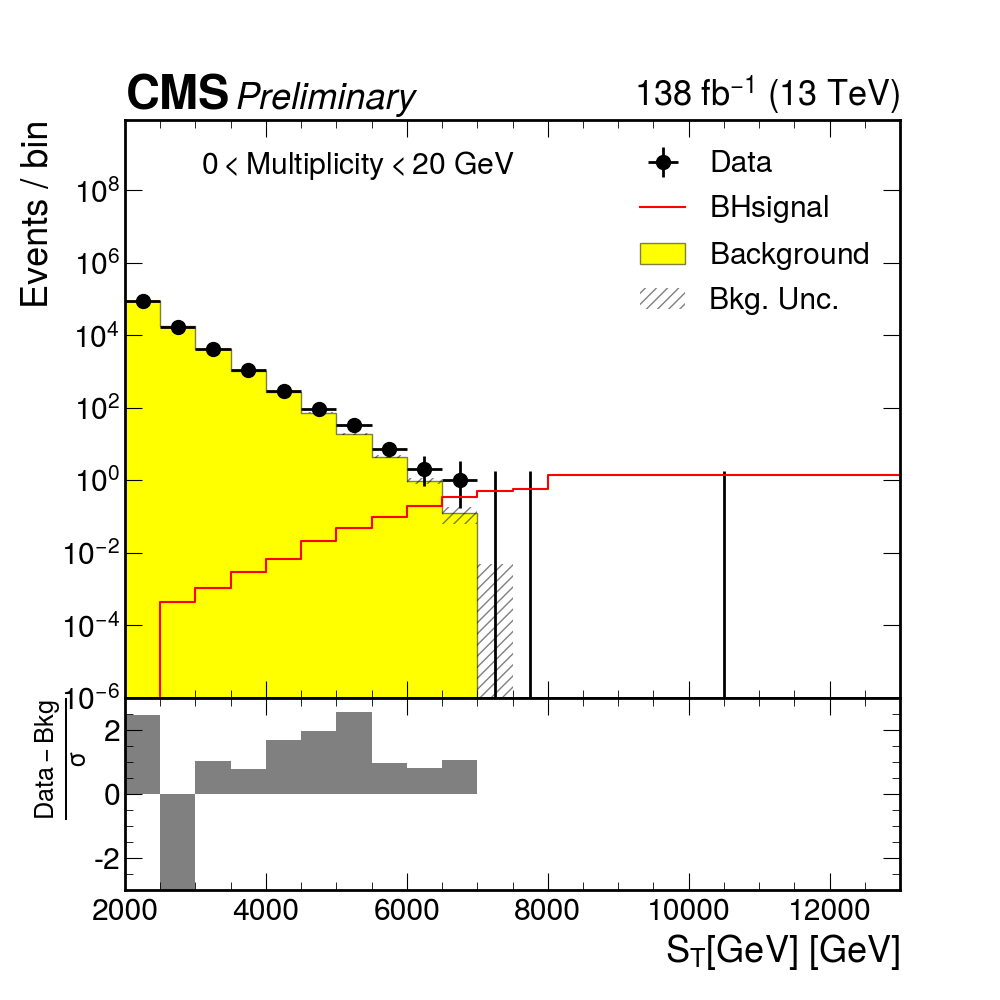 CMS Preliminary 138 fb⁻¹ (13 TeV)
Events / bin
0 < Multiplicity < 20 GeV
Data
BHsignal
Background
Bkg. Unc.
10⁸
10⁶
10⁴
10²
10⁰
10⁻²
10⁻⁴
10⁻⁶
Data − Bkg
σ
2
0
-2
2000 4000 6000 8000 10000 12000
S_T[GeV] [GeV]